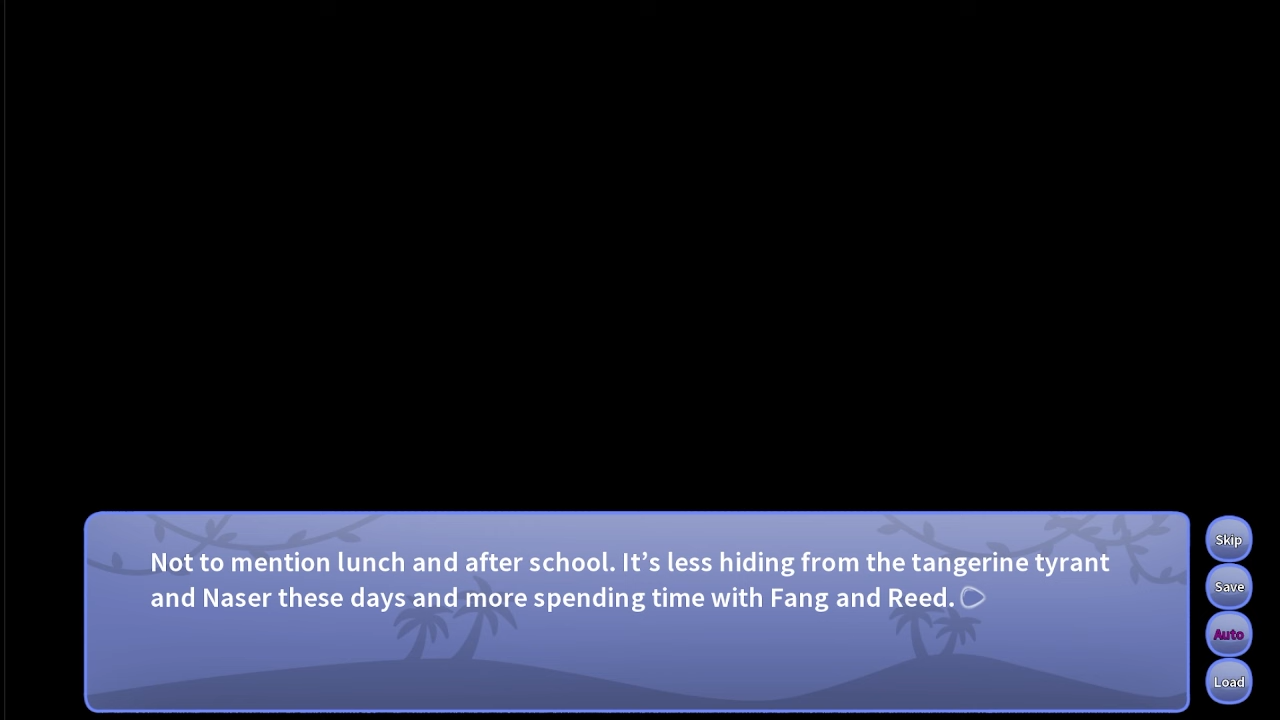 Not to mention lunch and after school. It’s less hiding from the tangerine tyrant
and Naser these days and more spending time with Fang and Reed.
Skip
Save
Auto
Load